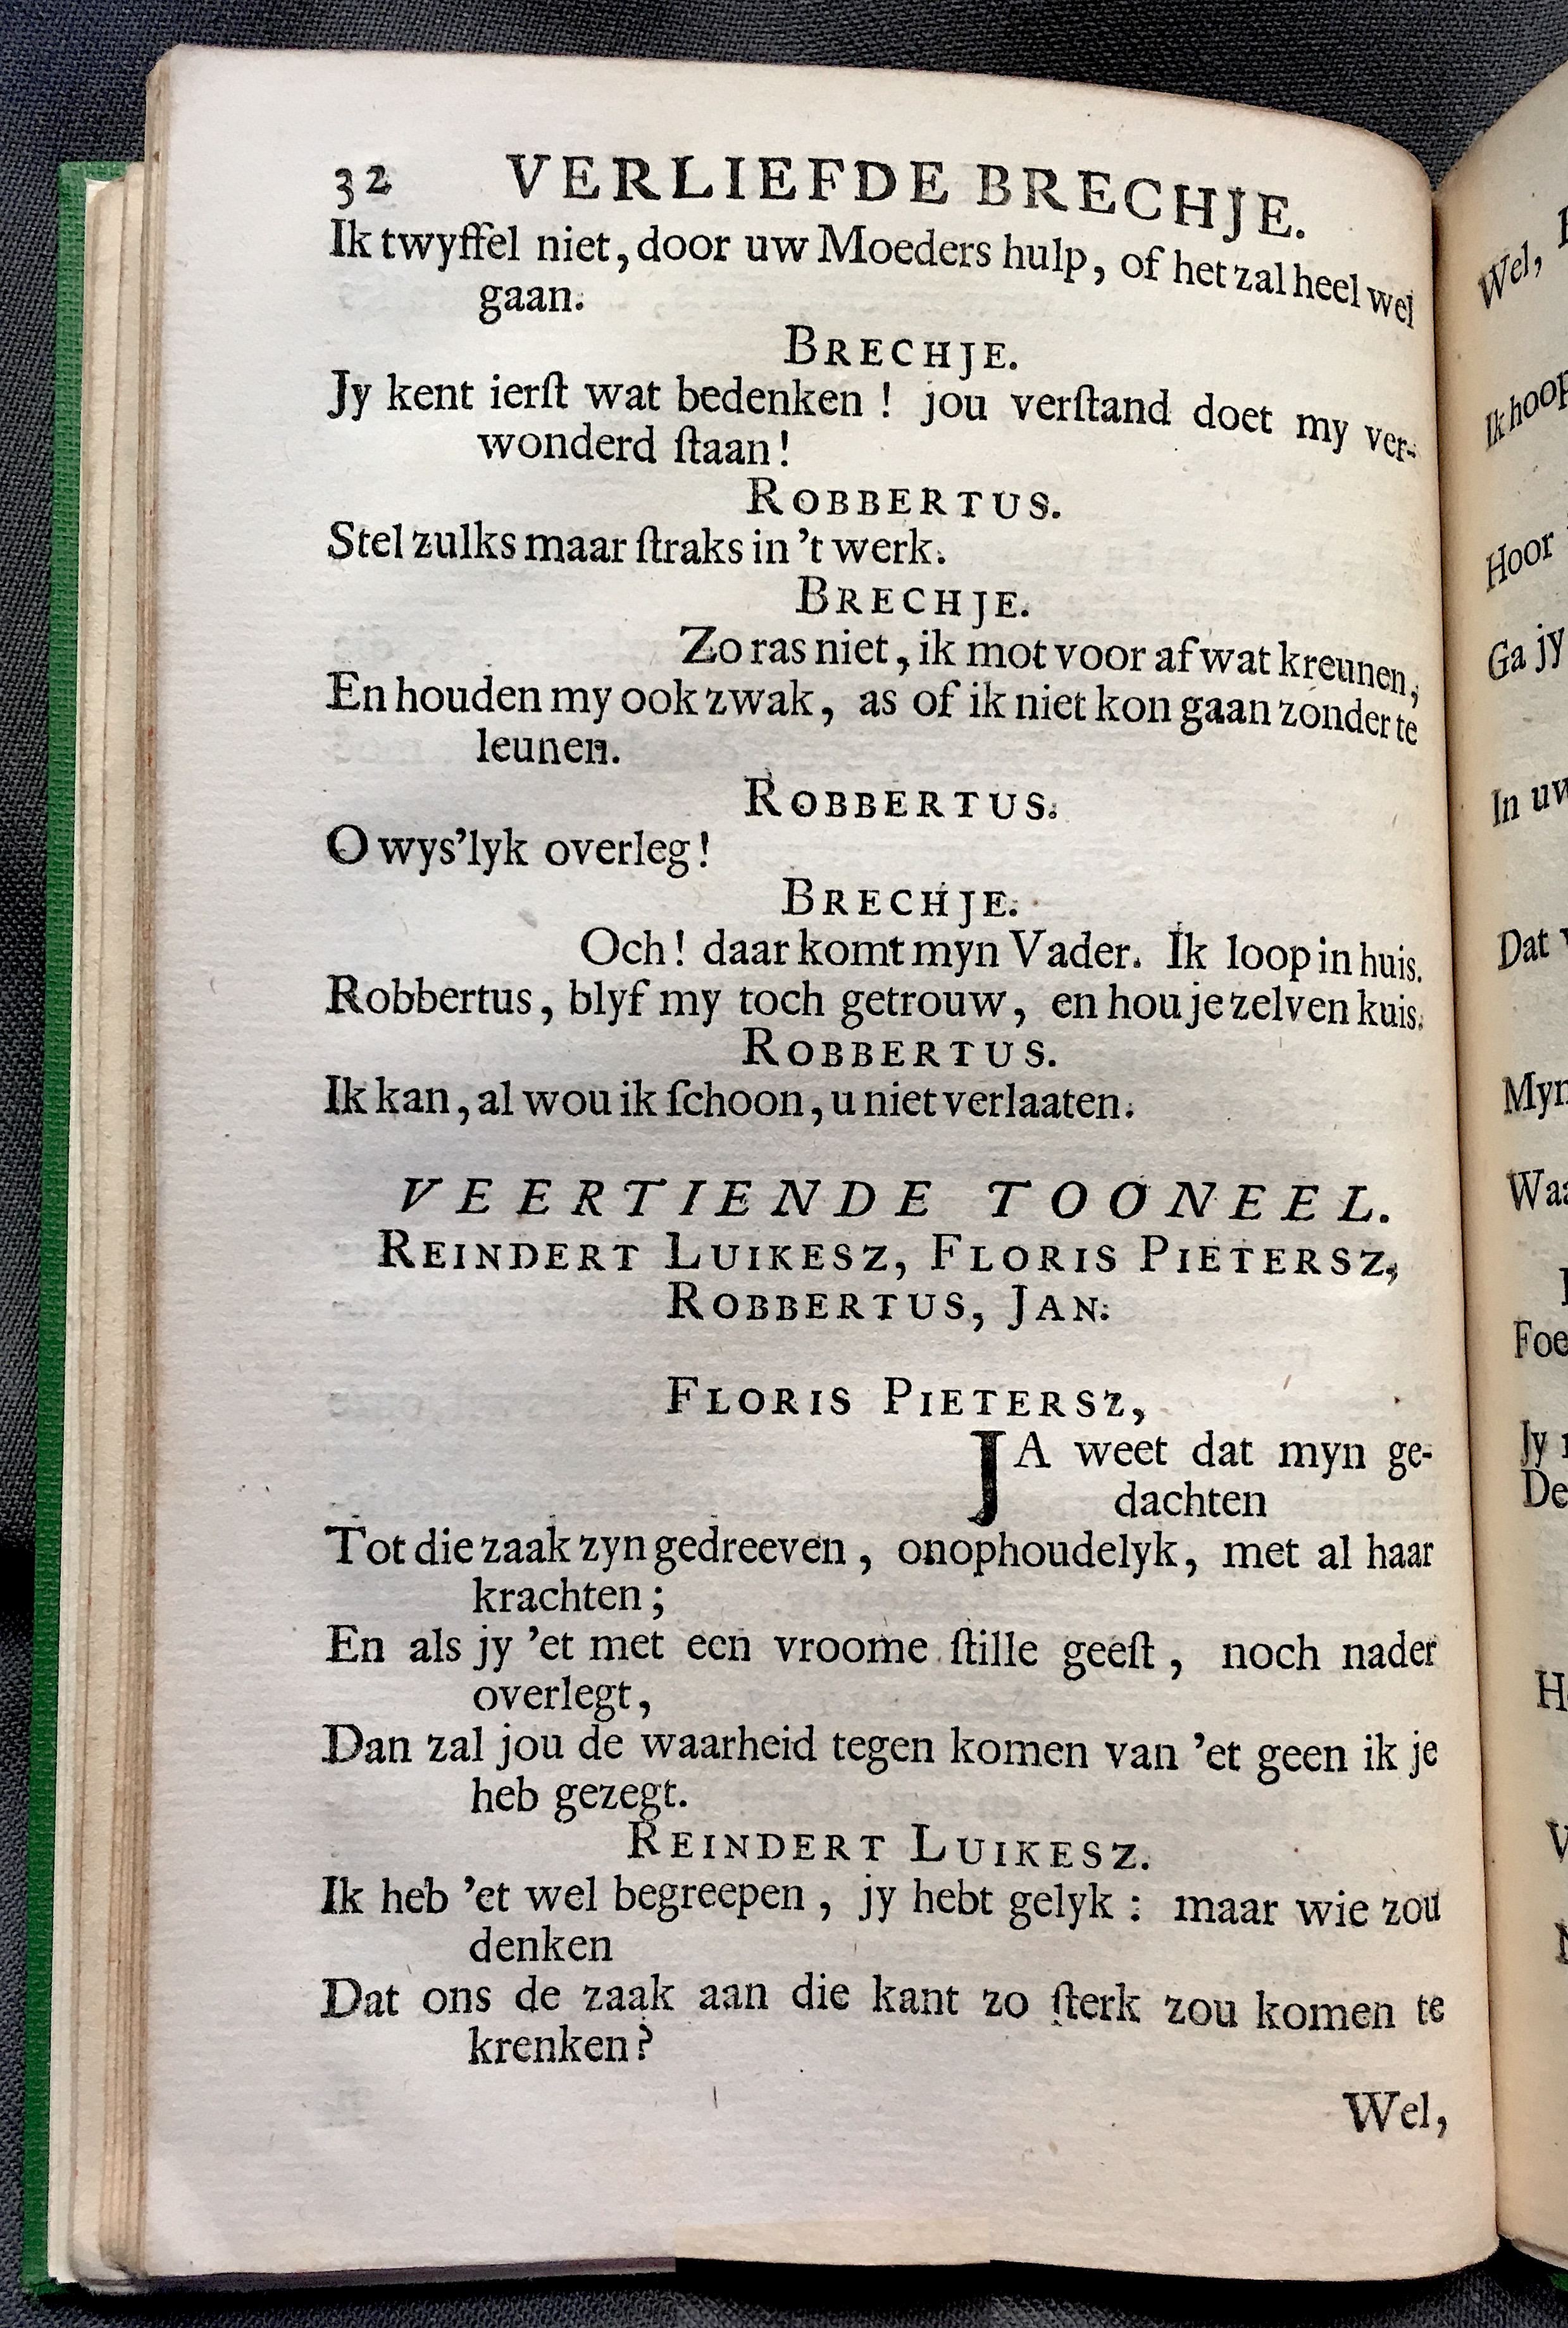 32 VERLIEFDE BRECHJE.
Ik twyffel niet, door uw Moeders hulp, of het zal heel wel
gaan.
BRECHJE.
Jy kent ierſt wat bedenken ! jou verſtand doet my ver-
wonderd ſtaan!
ROBBERTUS.
Stel zulks maar ſtraks in 't werk.
BRECHJE.
Zo ras niet, ik mot voor af wat kreunen,
En houden my ook zwak, as of ik niet kon gaan zonder te
leunen.
ROBBERTUS.
O wys'lyk overleg!
BRECHJE.
Och! daar komt myn Vader. Ik loop in huis.
Robbertus, blyf my toch getrouw, en hou je zelven kuis.
ROBBERTUS.
Ik kan, al wou ik ſchoon, u niet verlaaten.
VEERTIENDE TOONEEL.
REINDERT LUIKESZ, FLORIS PIETERSZ,
ROBBERTUS, JAN.
FLORIS PIETERSZ,
JA weet dat myn ge-
dachten
Tot die zaak zyn gedreeven, onophoudelyk, met al haar
krachten;
En als jy 'et met een vroome ſtille geeſt, noch nader
overlegt,
Dan zal jou de waarheid tegen komen van 'et geen ik je
heb gezegt.
REINDERT LUIKESZ.
Ik heb 'et wel begreepen, jy hebt gelyk : maar wie zou
denken
Dat ons de zaak aan die kant zo ſterk zou komen te
krenken?
Wel,
Wel,
Hoor
Ga jy
In
Dat
Jy